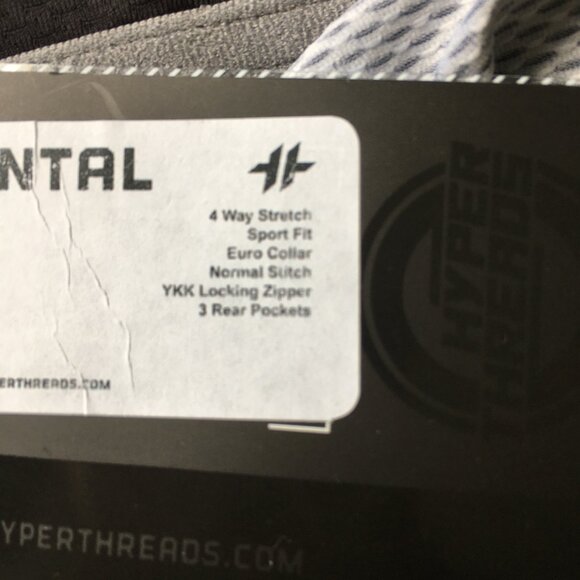 NTAL
4 Way Stretch
Sport Fit
Euro Collar
Normal Stitch
YKK Locking Zipper
3 Rear Pockets
ERTHREADS.COM
HYPER
THREADS
YPERTHREADS.COM